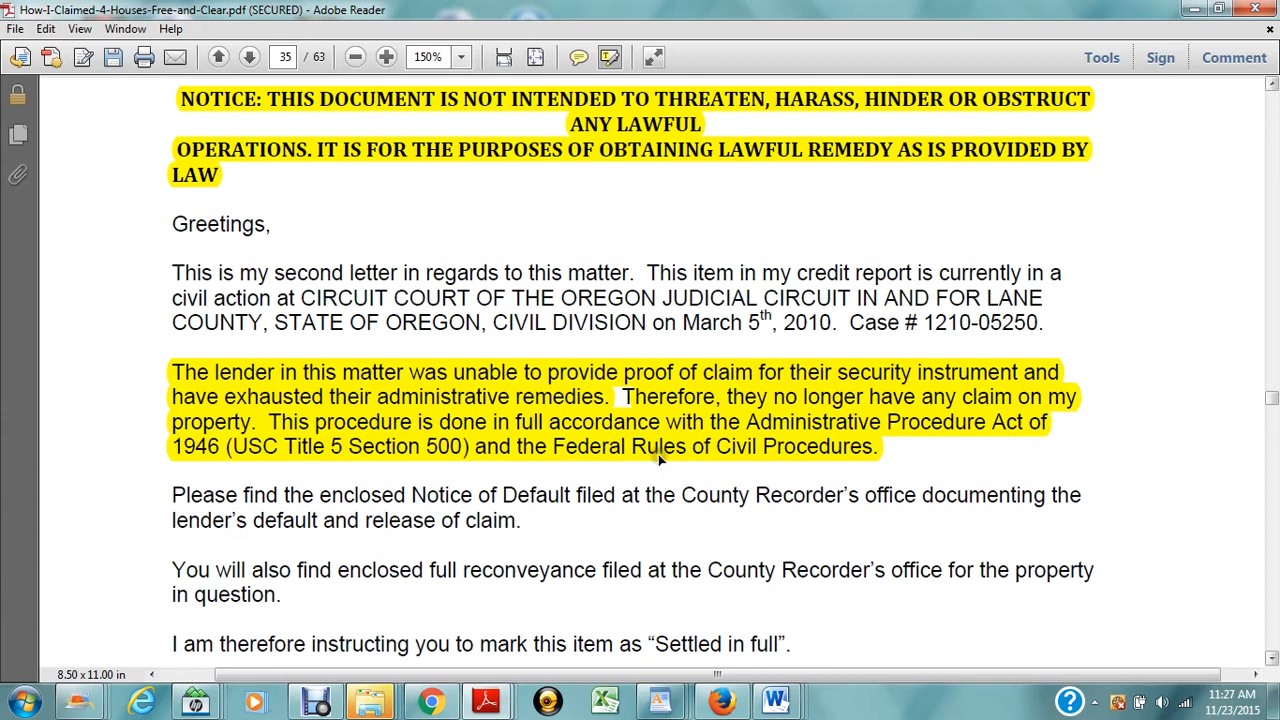 How-I-Claimed-4-Houses-Free-and-Clear.pdf (SECURED) - Adobe Reader
File Edit View Window Help
35 / 63 150% Tools Sign Comment
NOTICE: THIS DOCUMENT IS NOT INTENDED TO THREATEN, HARASS, HINDER OR OBSTRUCT
ANY LAWFUL
OPERATIONS. IT IS FOR THE PURPOSES OF OBTAINING LAWFUL REMEDY AS IS PROVIDED BY
LAW
Greetings,
This is my second letter in regards to this matter. This item in my credit report is currently in a
civil action at CIRCUIT COURT OF THE OREGON JUDICIAL CIRCUIT IN AND FOR LANE
COUNTY, STATE OF OREGON, CIVIL DIVISION on March 5th, 2010. Case # 1210-05250.
The lender in this matter was unable to provide proof of claim for their security instrument and
have exhausted their administrative remedies. Therefore, they no longer have any claim on my
property. This procedure is done in full accordance with the Administrative Procedure Act of
1946 (USC Title 5 Section 500) and the Federal Rules of Civil Procedures.
Please find the enclosed Notice of Default filed at the County Recorder’s office documenting the
lender’s default and release of claim.
You will also find enclosed full reconveyance filed at the County Recorder’s office for the property
in question.
I am therefore instructing you to mark this item as “Settled in full”.
8.50 x 11.00 in
11:27 AM
11/23/2015